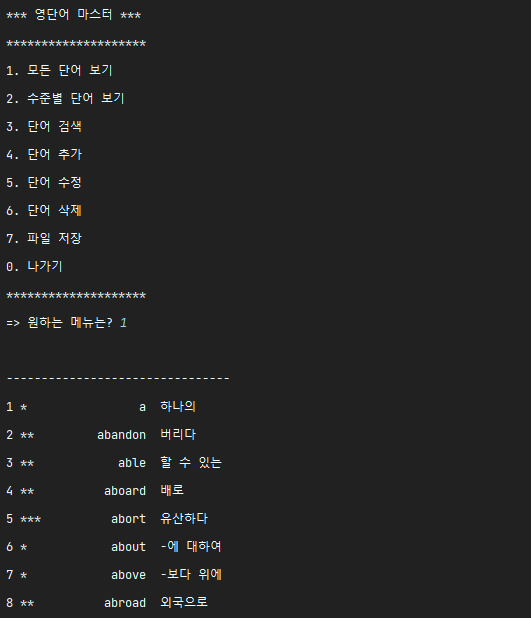 *** 영단어 마스터 ***
********************
1. 모든 단어 보기
2. 수준별 단어 보기
3. 단어 검색
4. 단어 추가
5. 단어 수정
6. 단어 삭제
7. 파일 저장
0. 나가기
********************
=> 원하는 메뉴는? 1
--------------------------------
1 * a 하나의
2 ** abandon 버리다
3 ** able 할 수 있는
4 ** aboard 배로
5 *** abort 유산하다
6 * about -에 대하여
7 * above -보다 위에
8 ** abroad 외국으로